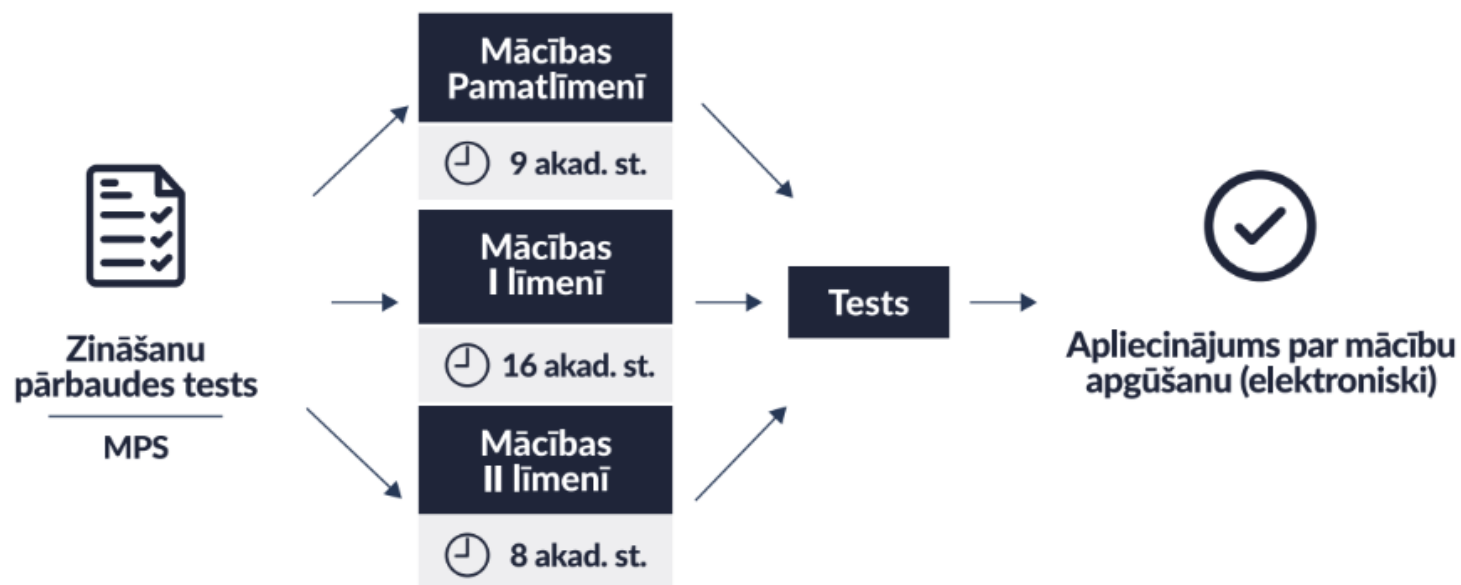 Zināšanu
pārbaudes tests
MPS
Mācības
Pamatlīmenī
9 akad. st.
Mācības
I līmenī
16 akad. st.
Mācības
II līmenī
8 akad. st.
Tests
Apliecinājums par mācību
apgūšanu (elektroniski)